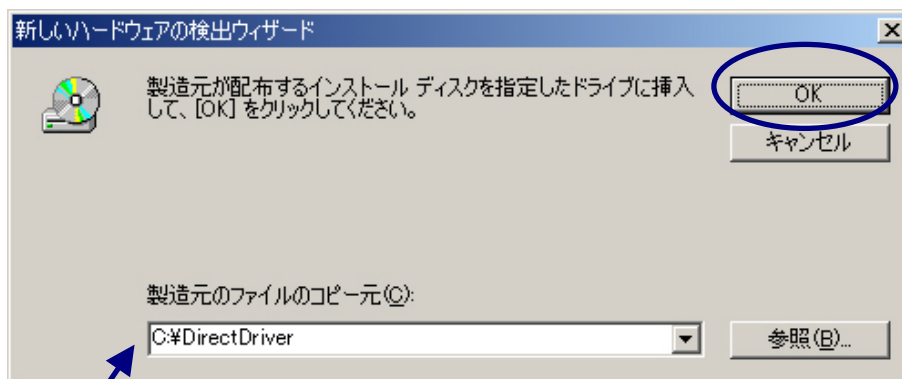 新しいハードウェアの検出ウィザード
製造元が配布するインストール ディスクを指定したドライブに挿入
して、[OK] をクリックしてください。
OK
キャンセル
製造元のファイルのコピー元(C):
C:¥DirectDriver
参照(B)...